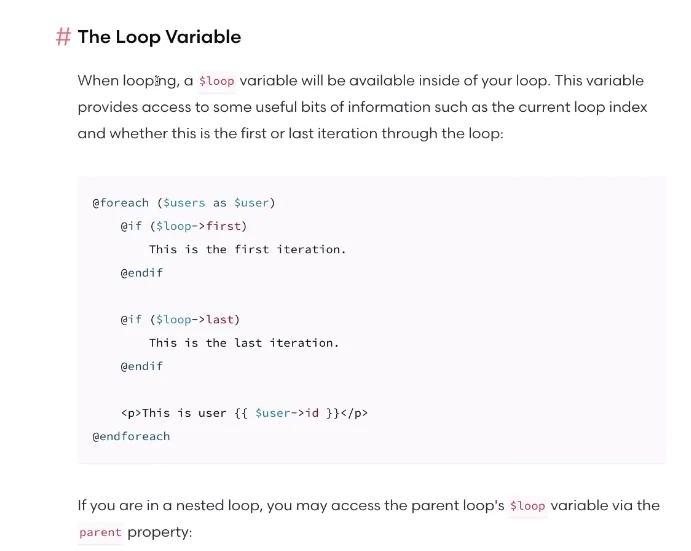 # The Loop Variable
When looping, a $loop variable will be available inside of your loop. This variable
provides access to some useful bits of information such as the current loop index
and whether this is the first or last iteration through the loop:
@foreach ($users as $user)
    @if ($loop->first)
        This is the first iteration.
    @endif

    @if ($loop->last)
        This is the last iteration.
    @endif

    <p>This is user {{ $user->id }}</p>
@endforeach
If you are in a nested loop, you may access the parent loop's $loop variable via the
parent property: